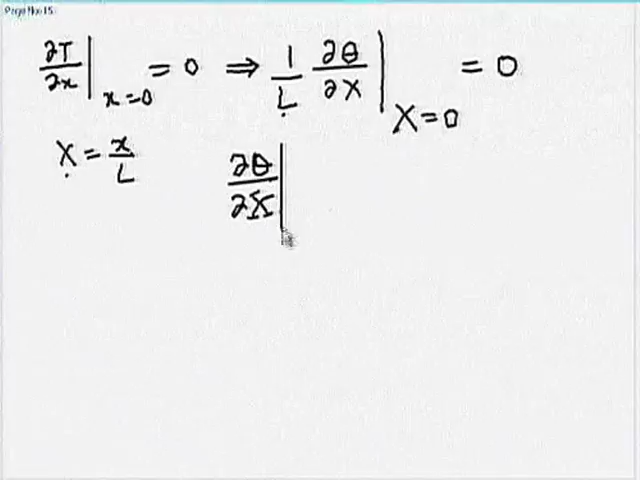 Page No: 15
∂T/∂x | x=0 = 0 ⇒ 1/L ∂θ/∂X | X=0 = 0
X = x/L
∂θ/∂X |